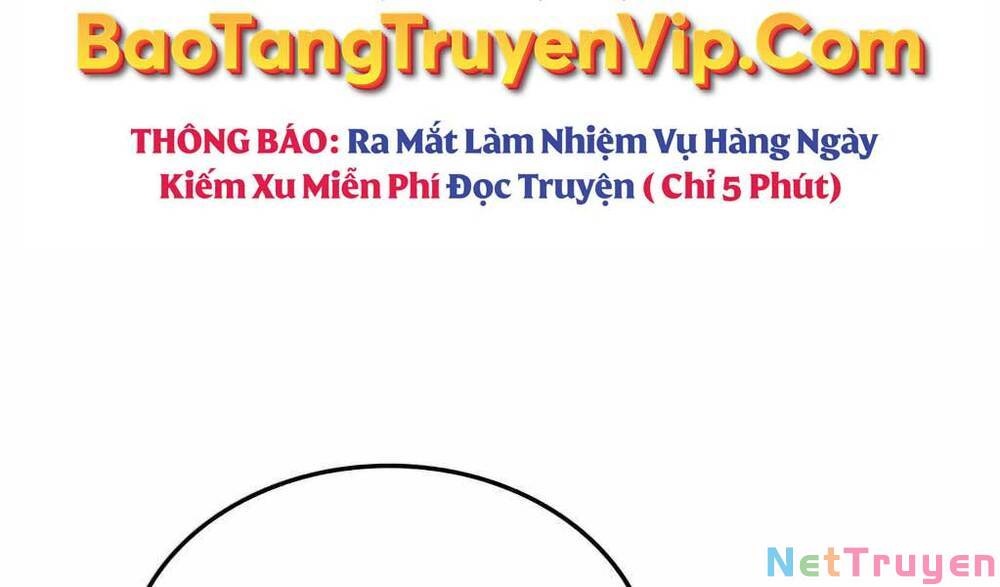 BaoTangTruyenVip.Com
THÔNG BÁO: Ra Mắt Làm Nhiệm Vụ Hàng Ngày
Kiếm Xu Miễn Phí Đọc Truyện ( Chỉ 5 Phút)
NetTruyen